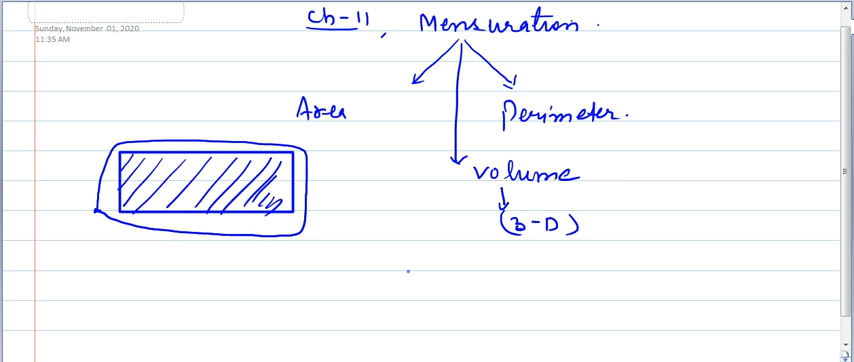 Sunday, November 01, 2020
11:35 AM
Ch-11, Mensuration.
Area
Perimeter.
Volume
(3-D)